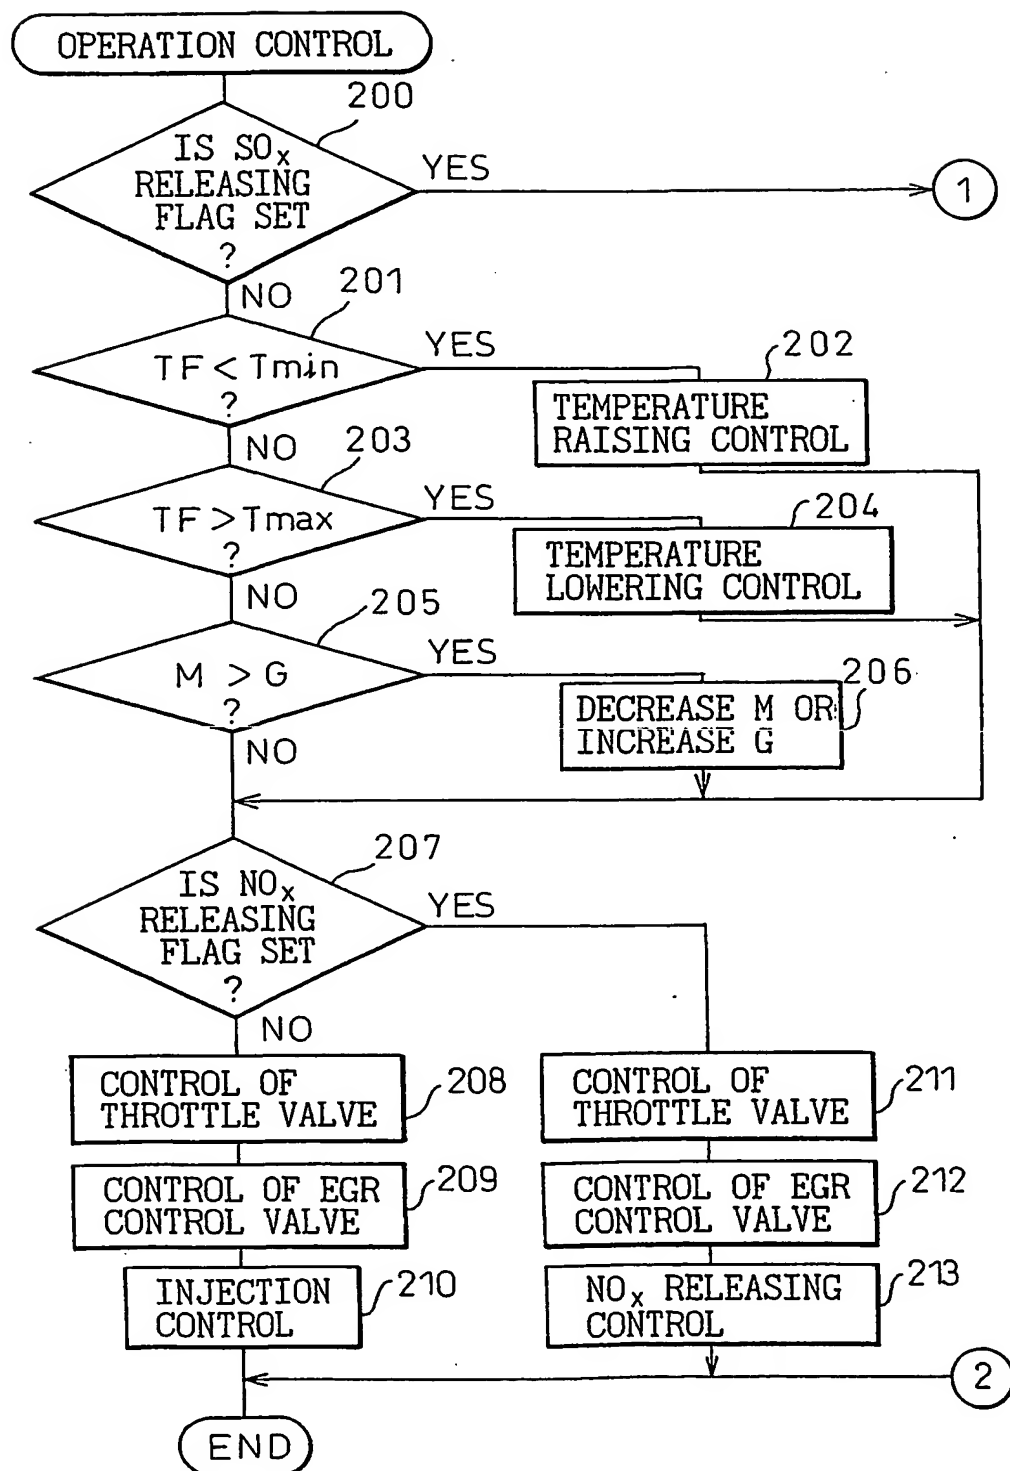 OPERATION CONTROL
200
IS SOx
RELEASING
FLAG SET
?
YES
1
NO
201
TF < Tmin
?
YES
202
TEMPERATURE
RAISING CONTROL
NO
203
TF > Tmax
?
YES
204
TEMPERATURE
LOWERING CONTROL
NO
205
M > G
?
YES
206
DECREASE M OR
INCREASE G
NO
207
IS NOx
RELEASING
FLAG SET
?
YES
NO
CONTROL OF
THROTTLE VALVE
208
CONTROL OF EGR
CONTROL VALVE
209
INJECTION
CONTROL
210
CONTROL OF
THROTTLE VALVE
211
CONTROL OF EGR
CONTROL VALVE
212
NOx RELEASING
CONTROL
213
2
END